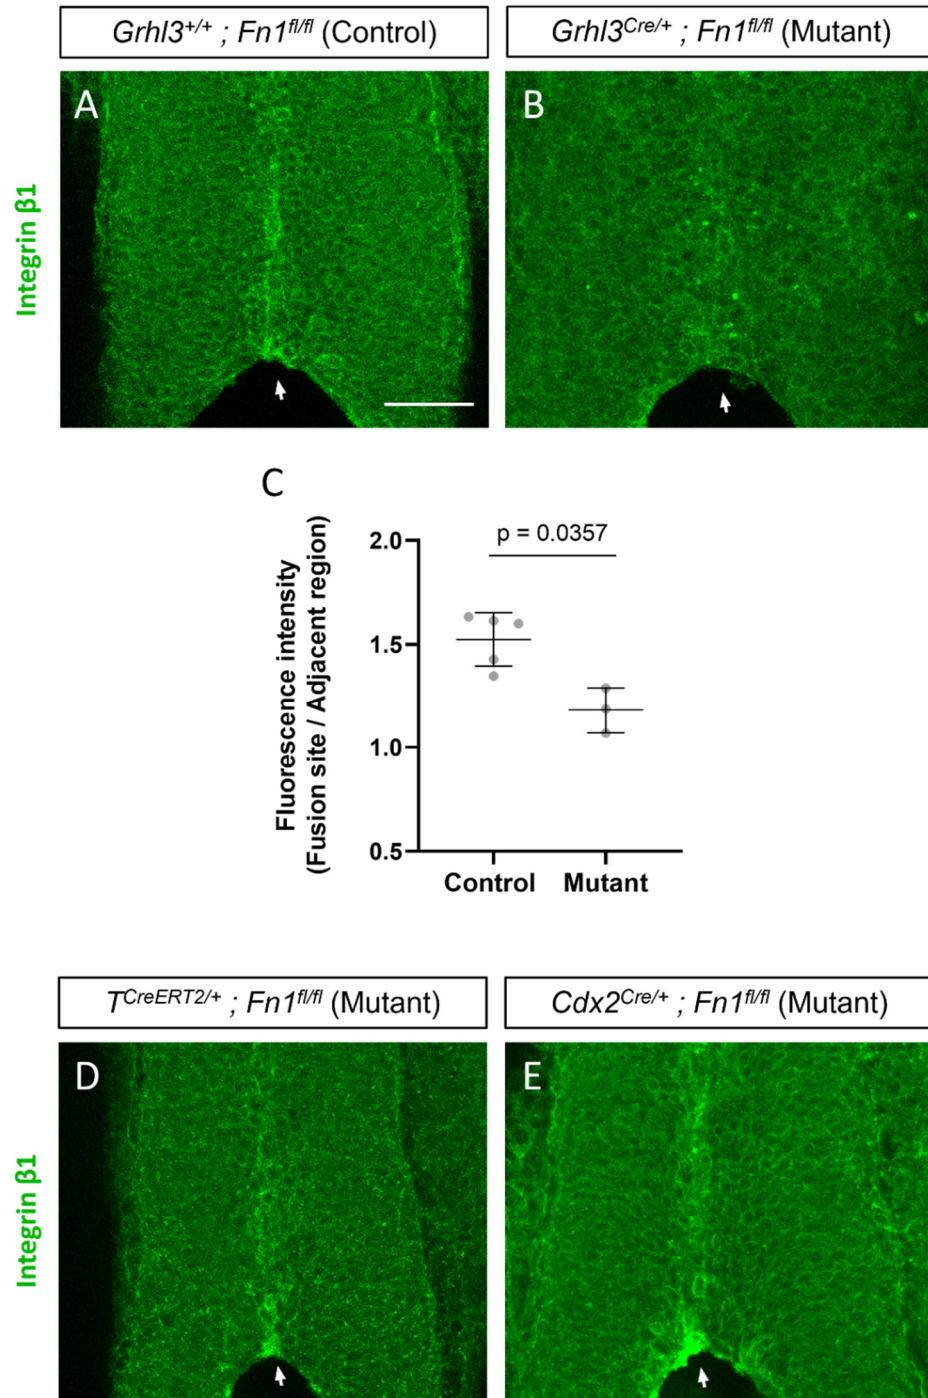 Grhl3+/+ ; Fn1fl/fl (Control)
Grhl3Cre/+ ; Fn1fl/fl (Mutant)
Integrin β1
A
B
C
p = 0.0357
Fluorescence intensity
(Fusion site / Adjacent region)
2.0
1.5
1.0
0.5
Control
Mutant
TCreERT2/+ ; Fn1fl/fl (Mutant)
Cdx2Cre/+ ; Fn1fl/fl (Mutant)
Integrin β1
D
E